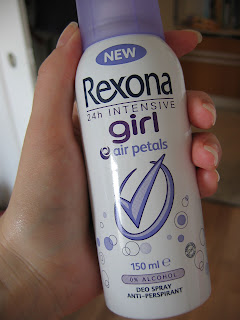 NEW
Rexona
24h INTENSIVE
girl
air petals
150 ml e
0% ALCOHOL
DEO SPRAY
ANTI-PERSPIRANT